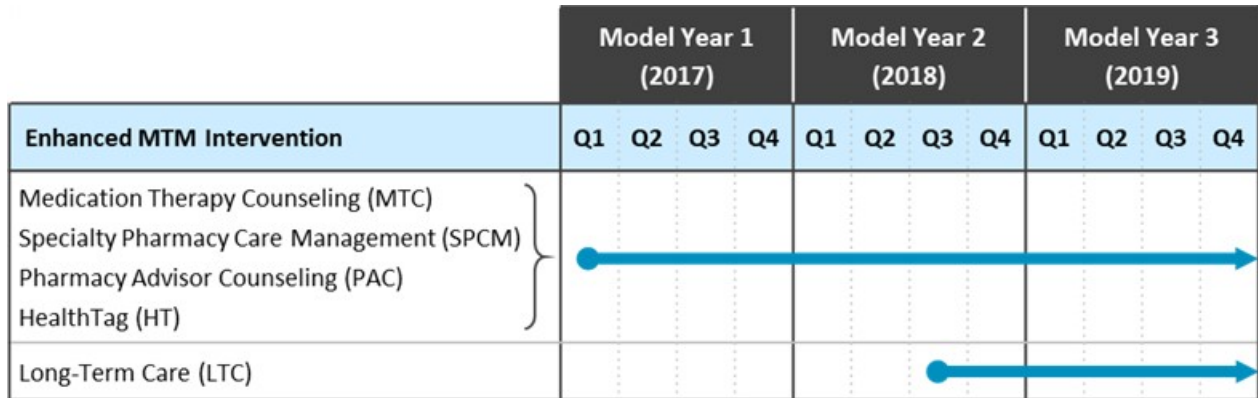 Model Year 1 Model Year 2 Model Year 3
(2017) (2018) (2019)
Enhanced MTM Intervention Q1 Q2 Q3 Q4 Q1 Q2 Q3 Q4 Q1 Q2 Q3 Q4
Medication Therapy Counseling (MTC)
Specialty Pharmacy Care Management (SPCM)
Pharmacy Advisor Counseling (PAC)
HealthTag (HT)
Long-Term Care (LTC)